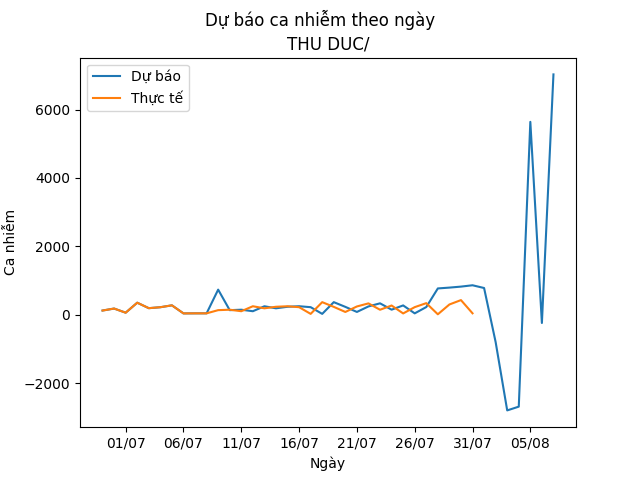 Dự báo ca nhiễm theo ngày
THU DUC/
Dự báo
Thực tế
6000
4000
2000
0
−2000
Ca nhiễm
01/07 06/07 11/07 16/07 21/07 26/07 31/07 05/08
Ngày